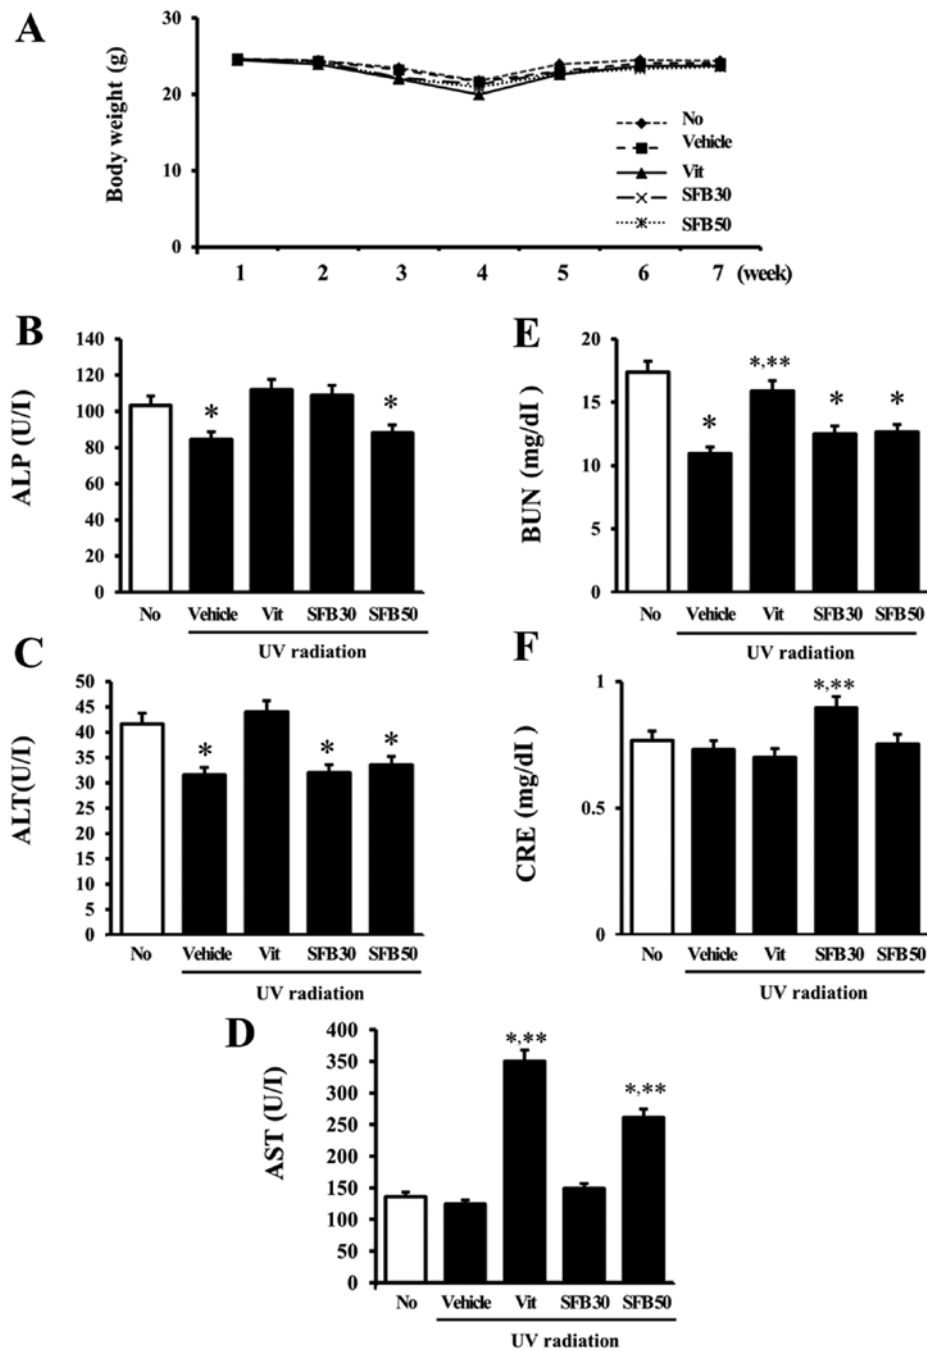 A
Body weight (g)
30
20
10
0
No
Vehicle
Vit
SFB30
SFB50
1 2 3 4 5 6 7 (week)
B
ALP (U/I)
140
120
100
80
60
40
20
0
*
*
No Vehicle Vit SFB30 SFB50
UV radiation
E
BUN (mg/dI)
20
15
10
5
0
*
*,**
*
*
No Vehicle Vit SFB30 SFB50
UV radiation
C
ALT(U/I)
50
45
40
35
30
25
20
15
10
5
0
*
*
*
No Vehicle Vit SFB30 SFB50
UV radiation
F
CRE (mg/dI)
1
0.5
0
*,**
No Vehicle Vit SFB30 SFB50
UV radiation
D
AST (U/I)
400
350
300
250
200
150
100
50
0
*,**
*,**
No Vehicle Vit SFB30 SFB50
UV radiation